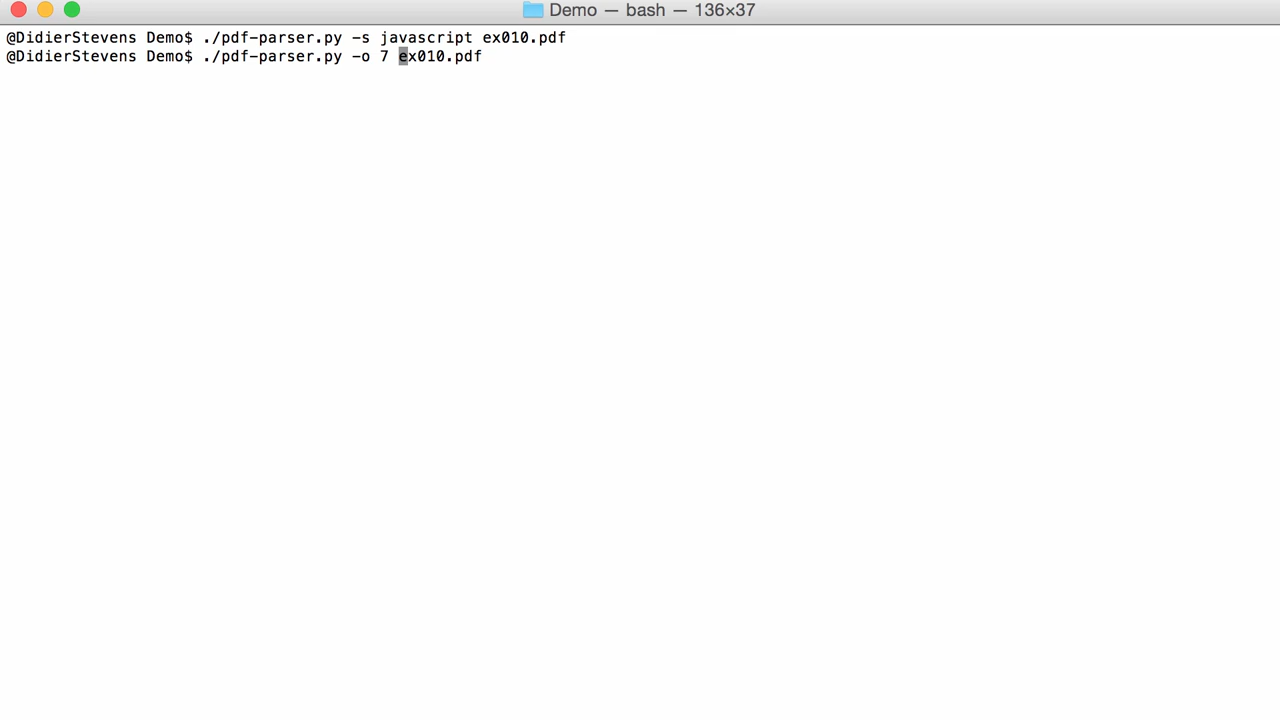 Demo — bash — 136×37
@DidierStevens Demo$ ./pdf-parser.py -s javascript ex010.pdf
@DidierStevens Demo$ ./pdf-parser.py -o 7 ex010.pdf